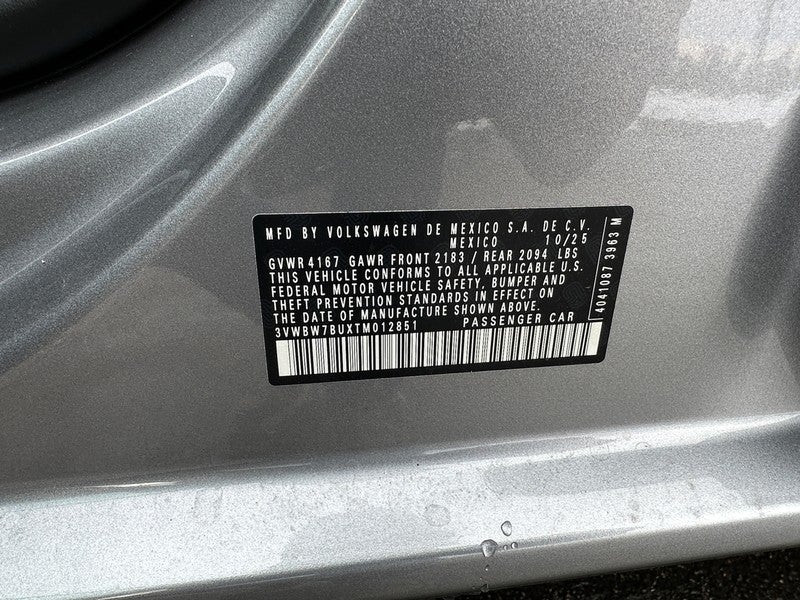 MFD BY VOLKSWAGEN DE MEXICO S.A. DE C.V.
MEXICO 10/25
GVWR 4167 GAWR FRONT 2183 / REAR 2094 LBS
THIS VEHICLE CONFORMS TO ALL APPLICABLE U.S.
FEDERAL MOTOR VEHICLE SAFETY, BUMPER AND
THEFT PREVENTION STANDARDS IN EFFECT ON
THE DATE OF MANUFACTURE SHOWN ABOVE.
3VWBW7BUXTM012851 PASSENGER CAR
4041087 3963 M